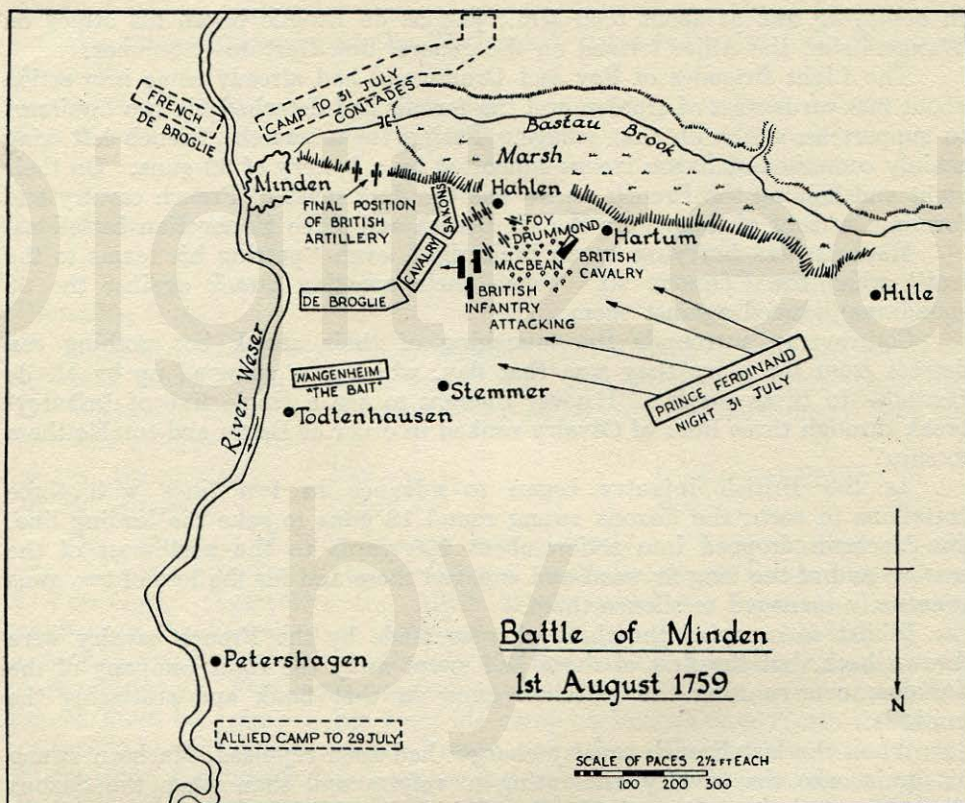 CAMP TO 31 JULY
CONTADES
FRENCH
DE BROGLIE
Bastau Brook
Marsh
Minden
Hahlen
FINAL POSITION
OF BRITISH
ARTILLERY
SAXONS
FOY
DRUMMOND
Hartum
CAVALRY
MACBEAN
BRITISH
CAVALRY
DE BROGLIE
BRITISH
INFANTRY
ATTACKING
Hille
River Weser
WANGENHEIM
"THE BAIT"
Stemmer
PRINCE FERDINAND
NIGHT 31 JULY
Todtenhausen
Battle of Minden
1st August 1759
Petershagen
N
ALLIED CAMP TO 29 JULY
SCALE OF PACES 2½ FT EACH
100 200 300
Digitized
by